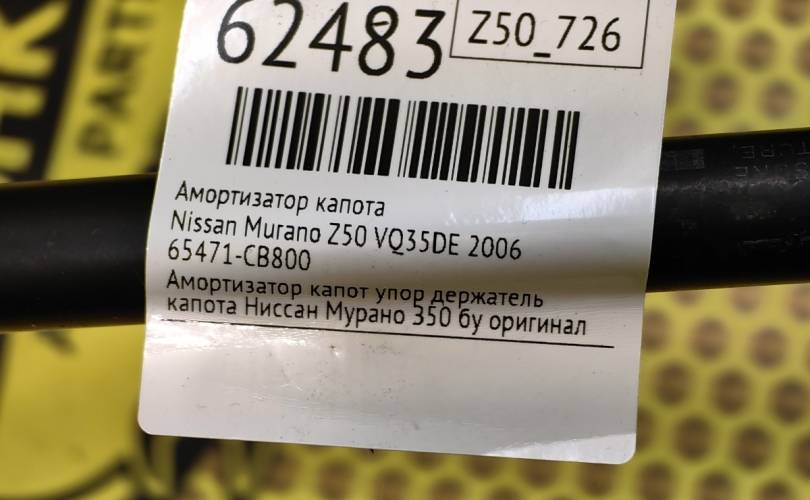 62483
Z50_726
Амортизатор капота
Nissan Murano Z50 VQ35DE 2006
65471-CB800
Амортизатор капот упор держатель
капота Ниссан Мурано З50 бу оригинал